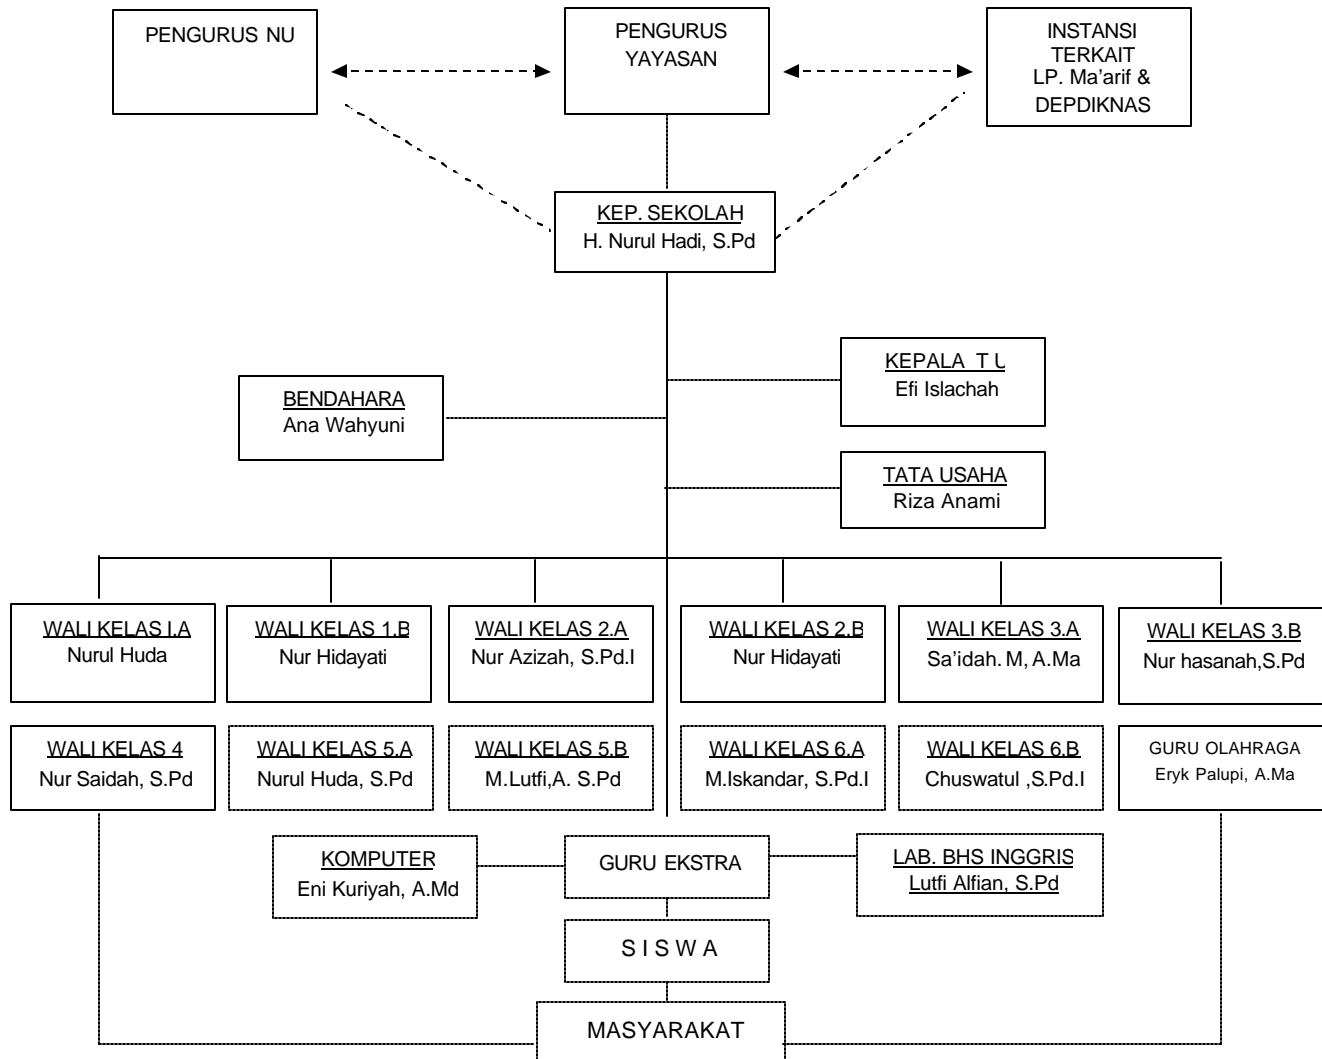 PENGURUS NU
PENGURUS
YAYASAN
INSTANSI
TERKAIT
LP. Ma'arif &
DEPDIKNAS
KEP. SEKOLAH
H. Nurul Hadi, S.Pd
KEPALA T U
Efi Islachah
BENDAHARA
Ana Wahyuni
TATA USAHA
Riza Anami
WALI KELAS I.A
Nurul Huda
WALI KELAS 1.B
Nur Hidayati
WALI KELAS 2.A
Nur Azizah, S.Pd.I
WALI KELAS 2.B
Nur Hidayati
WALI KELAS 3.A
Sa'idah. M, A.Ma
WALI KELAS 3.B
Nur hasanah,S.Pd
WALI KELAS 4
Nur Saidah, S.Pd
WALI KELAS 5.A
Nurul Huda, S.Pd
WALI KELAS 5.B
M.Lutfi,A. S.Pd
WALI KELAS 6.A
M.Iskandar, S.Pd.I
WALI KELAS 6.B
Chuswatul ,S.Pd.I
GURU OLAHRAGA
Eryk Palupi, A.Ma
KOMPUTER
Eni Kuriyah, A.Md
GURU EKSTRA
LAB. BHS INGGRIS
Lutfi Alfian, S.Pd
S I S W A
MASYARAKAT